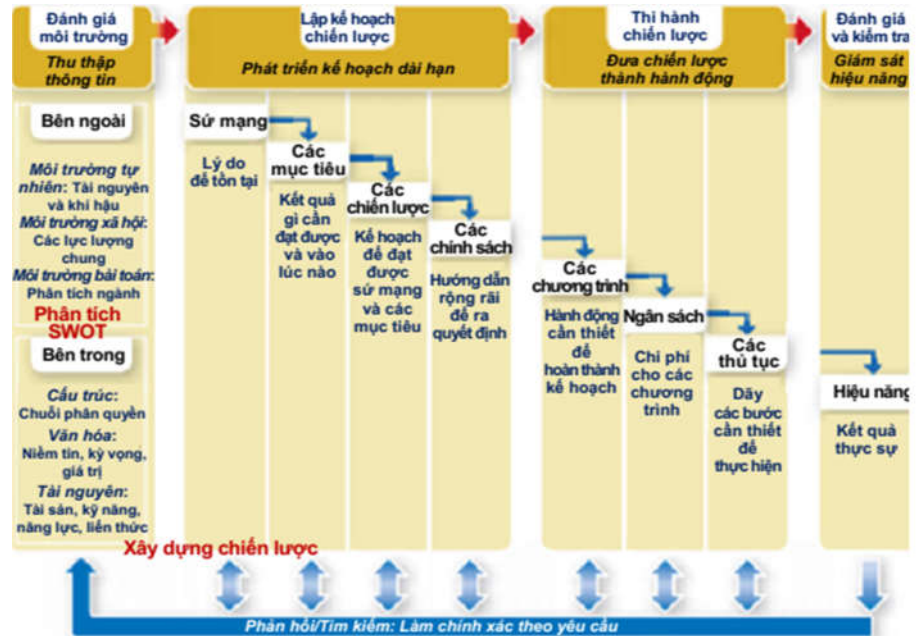 Đánh giá
môi trường
Thu thập
thông tin
Lập kế hoạch
chiến lược
Phát triển kế hoạch dài hạn
Thi hành
chiến lược
Đưa chiến lược
thành hành động
Đánh giá
và kiểm tra
Giám sát
hiệu năng
Bên ngoài
Môi trường tự
nhiên: Tài nguyên
và khí hậu
Môi trường xã hội:
Các lực lượng
chung
Môi trường bài toán:
Phân tích ngành
Phân tích
SWOT
Bên trong
Cấu trúc:
Chuỗi phân quyền
Văn hóa:
Niềm tin, kỳ vọng,
giá trị
Tài nguyên:
Tài sản, kỹ năng,
năng lực, liến thức
Sứ mạng
Lý do
để tồn tại
Các
mục tiêu
Kết quả
gì cần
đạt được
và vào
lúc nào
Các
chiến lược
Kế hoạch
để đạt
được
sứ mạng
và các
mục tiêu
Các
chính sách
Hướng dẫn
rộng rãi
để ra
quyết định
Các
chương trình
Hành động
cần thiết
để
hoàn thành
kế hoạch
Ngân sách
Chi phí
cho các
chương
trình
Các
thủ tục
Dãy
các bước
cần thiết
để
thực hiện
Hiệu năng
Kết quả
thực sự
Xây dựng chiến lược
Phản hồi/Tìm kiếm: Làm chính xác theo yêu cầu